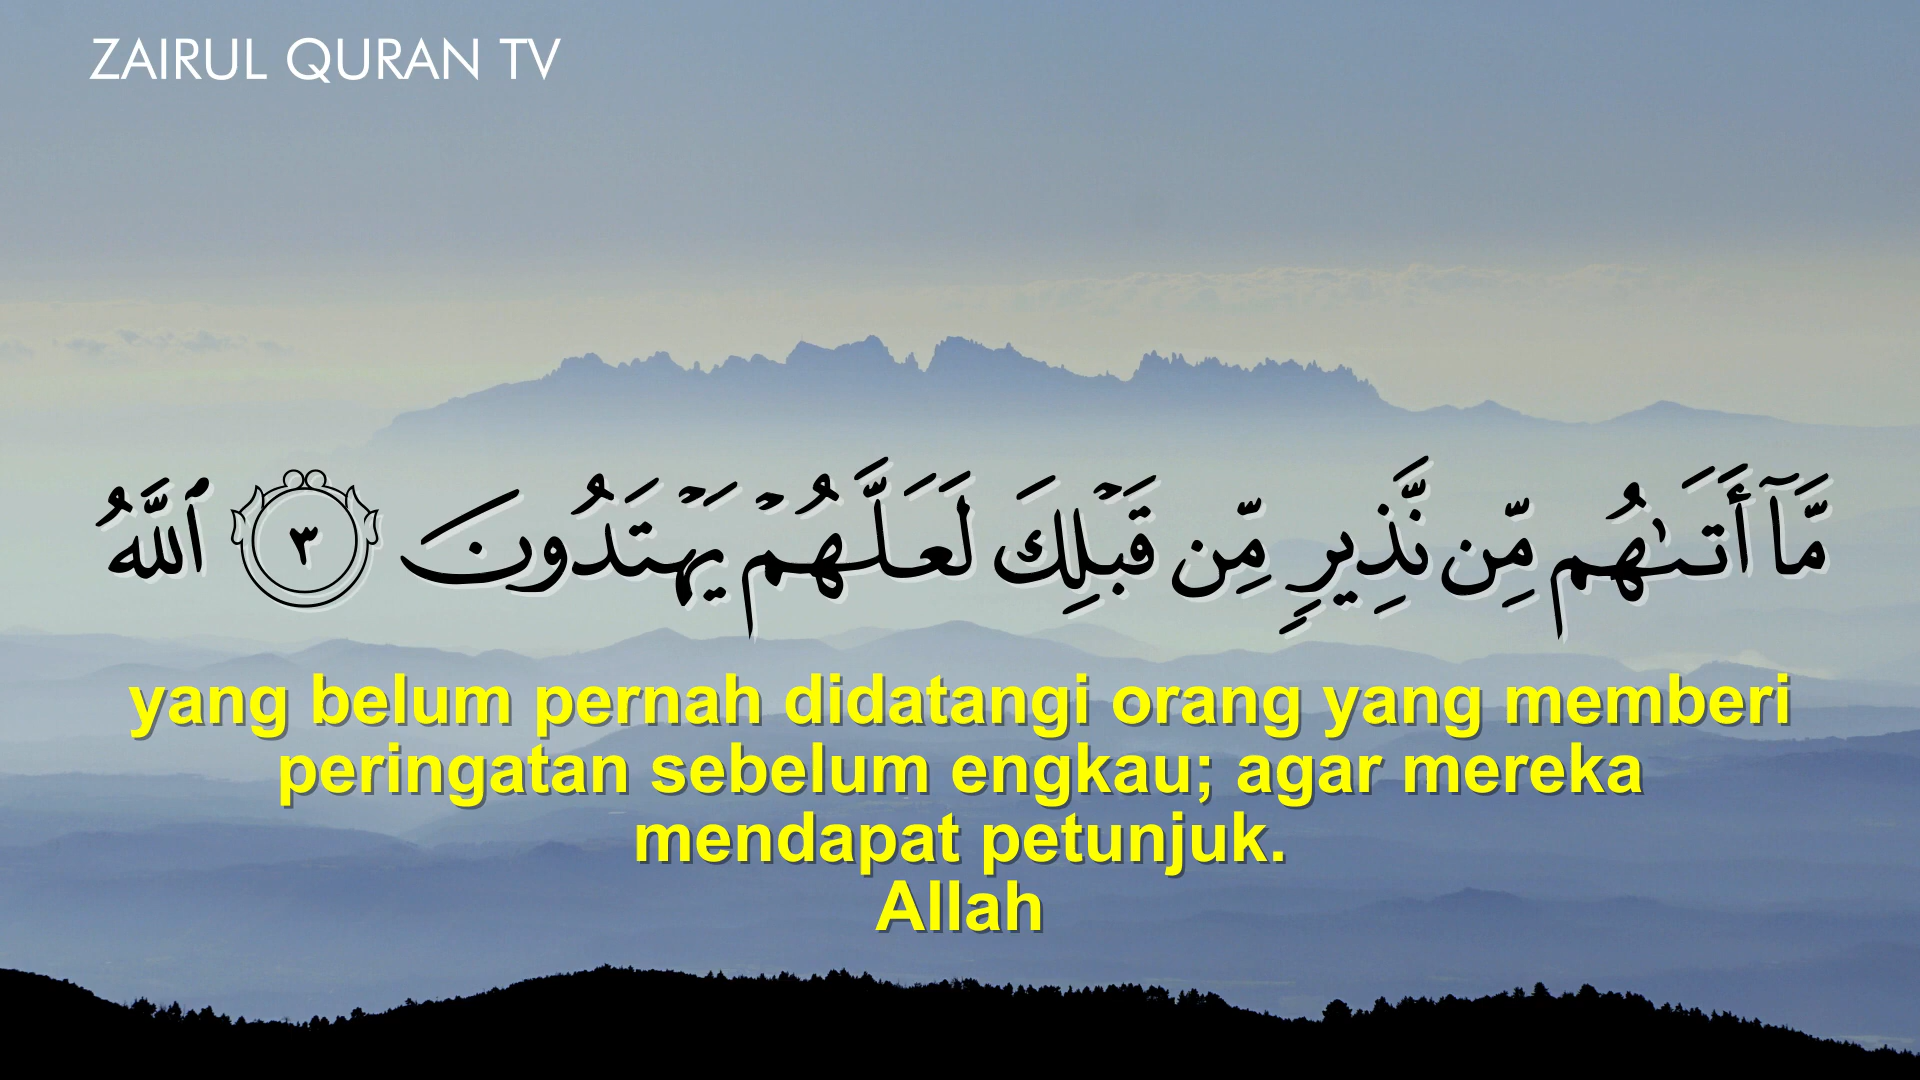 ZAIRUL QURAN TV
مَّآ أَتَىٰهُم مِّن نَّذِيرٍ مِّن قَبْلِكَ لَعَلَّهُمْ يَهْتَدُونَ ٣ ٱللَّهُ
yang belum pernah didatangi orang yang memberi
peringatan sebelum engkau; agar mereka
mendapat petunjuk.
Allah